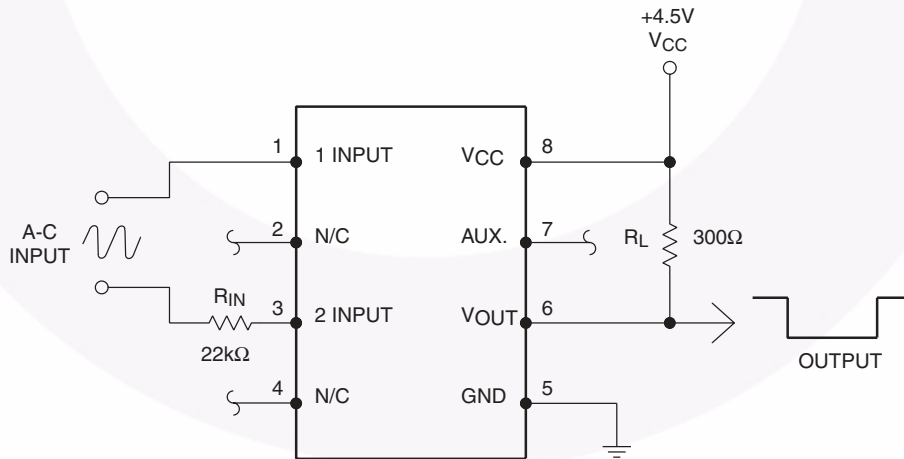 +4.5V
VCC
1
1 INPUT
VCC
8
A-C
INPUT
2
N/C
AUX.
7
RL
300Ω
RIN
22kΩ
3
2 INPUT
VOUT
6
OUTPUT
4
N/C
GND
5